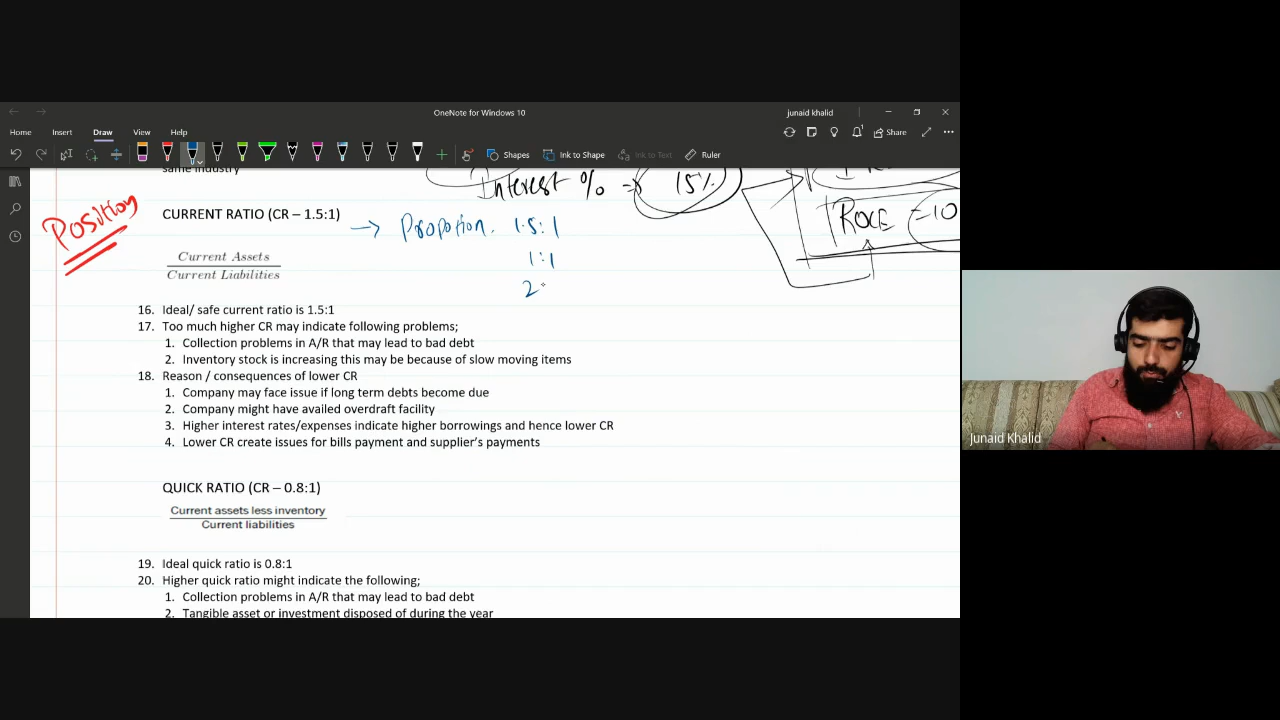 OneNote for Windows 10
junaid khalid
Home Insert Draw View Help
Share
Shapes Ink to Shape Ink to Text Ruler
same industry
Interest % => 15%
Position
CURRENT RATIO (CR – 1.5:1)
→ Propotion. 1.5:1
ROCE =10
Current Assets
Current Liabilities
1:1
2:
16. Ideal/ safe current ratio is 1.5:1
17. Too much higher CR may indicate following problems;
1. Collection problems in A/R that may lead to bad debt
2. Inventory stock is increasing this may be because of slow moving items
18. Reason / consequences of lower CR
1. Company may face issue if long term debts become due
2. Company might have availed overdraft facility
3. Higher interest rates/expenses indicate higher borrowings and hence lower CR
4. Lower CR create issues for bills payment and supplier's payments
QUICK RATIO (CR – 0.8:1)
Current assets less inventory
Current liabilities
19. Ideal quick ratio is 0.8:1
20. Higher quick ratio might indicate the following;
1. Collection problems in A/R that may lead to bad debt
2. Tangible asset or investment disposed of during the year
Junaid Khalid